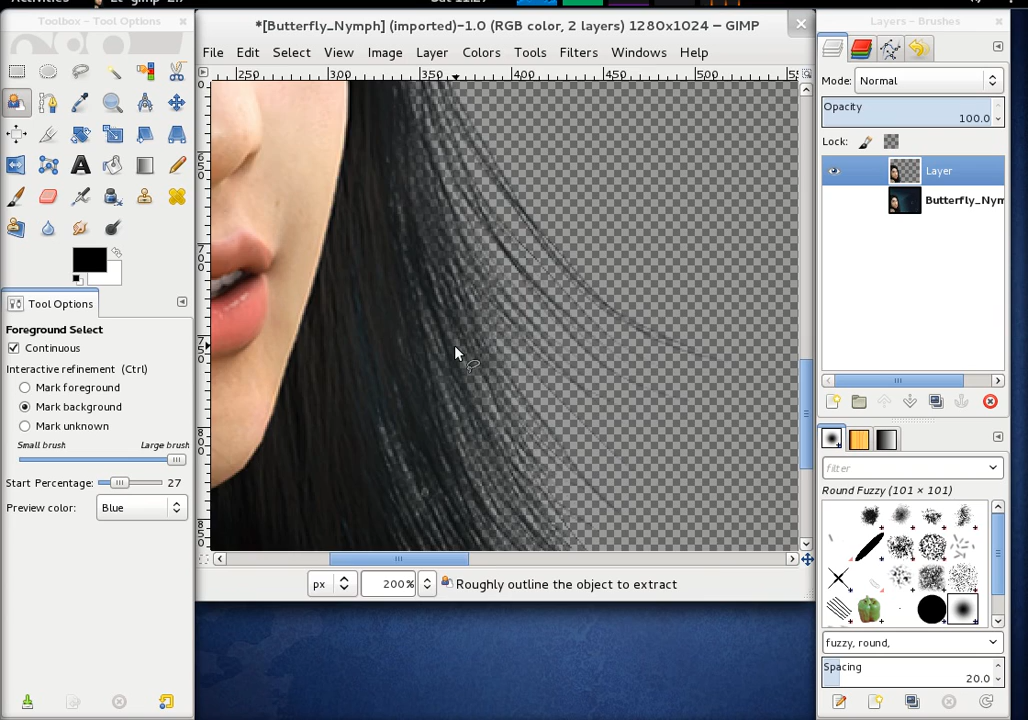 Toolbox – Tool Options
*[Butterfly_Nymph] (imported)-1.0 (RGB color, 2 layers) 1280x1024 – GIMP
Layers – Brushes
File Edit Select View Image Layer Colors Tools Filters Windows Help
250 300 350 400 450 500
Mode: Normal
Opacity
100.0
Lock:
Layer
Butterfly_Nym
Tool Options
Foreground Select
Continuous
Interactive refinement (Ctrl)
Mark foreground
Mark background
Mark unknown
Small brush Large brush
Start Percentage: 27
Preview color: Blue
filter
Round Fuzzy (101 × 101)
px 200% Roughly outline the object to extract
fuzzy, round,
Spacing
20.0